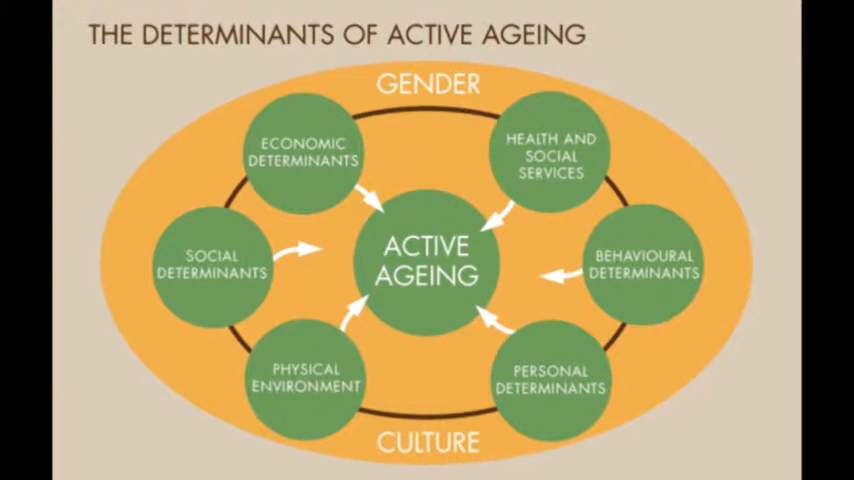 THE DETERMINANTS OF ACTIVE AGEING
GENDER
ECONOMIC
DETERMINANTS
HEALTH AND
SOCIAL
SERVICES
SOCIAL
DETERMINANTS
ACTIVE
AGEING
BEHAVIOURAL
DETERMINANTS
PHYSICAL
ENVIRONMENT
PERSONAL
DETERMINANTS
CULTURE